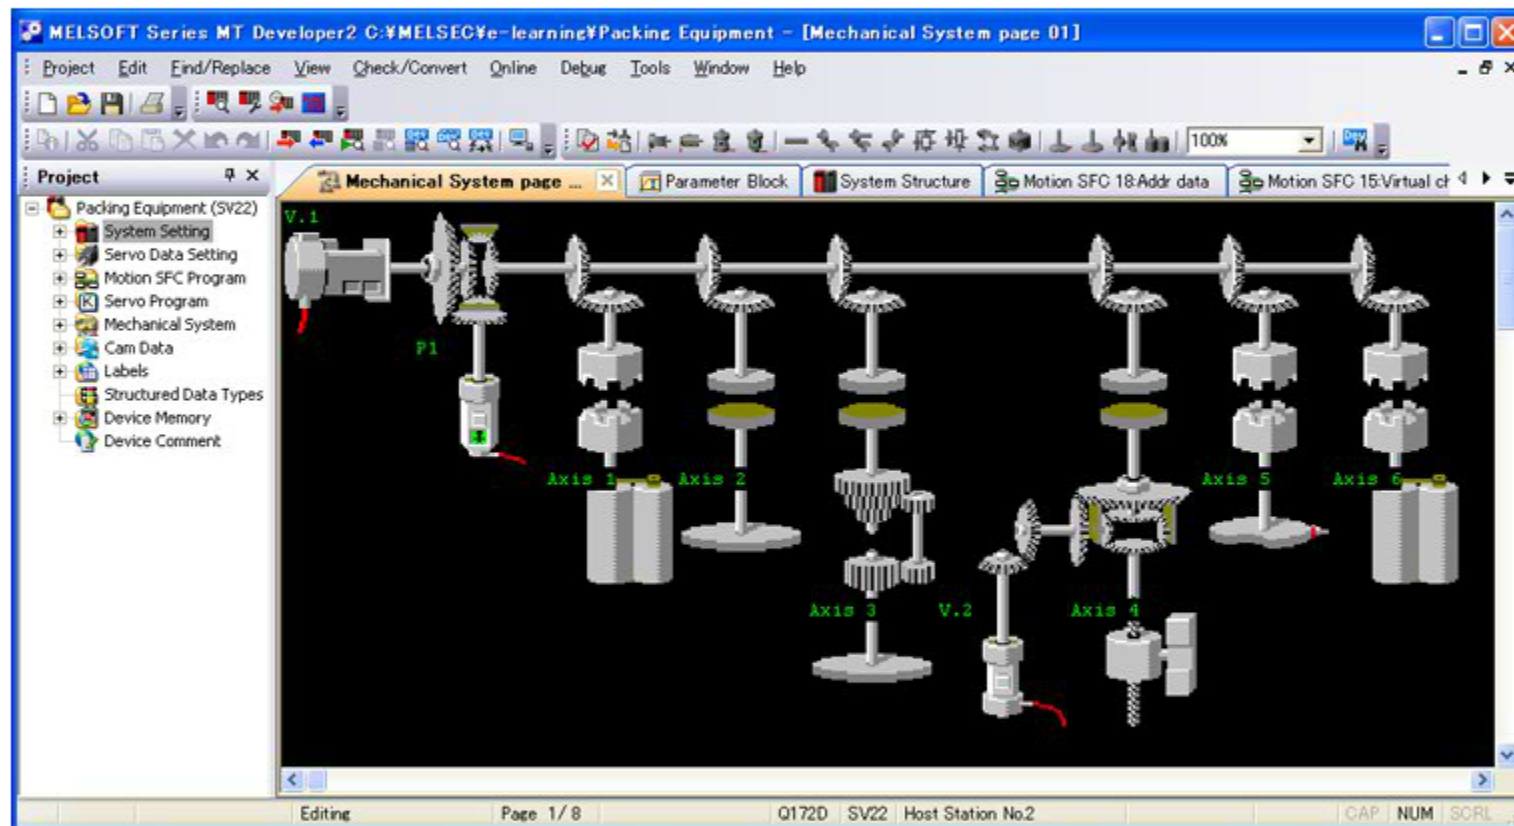 MELSOFT Series MT Developer2 C:¥MELSEC¥e-learning¥Packing Equipment - [Mechanical System page 01]
Project Edit Find/Replace View Check/Convert Online Debug Tools Window Help
100%
Project
Mechanical System page ...
Parameter Block
System Structure
Motion SFC 18:Addr data
Motion SFC 15:Virtual ch
Packing Equipment (SV22)
System Setting
Servo Data Setting
Motion SFC Program
Servo Program
Mechanical System
Cam Data
Labels
Structured Data Types
Device Memory
Device Comment
V.1
P1
Axis 1
Axis 2
Axis 5
Axis 6
Axis 3
V.2
Axis 4
Editing Page 1/8 Q172D SV22 Host Station No.2 CAP NUM SCRL